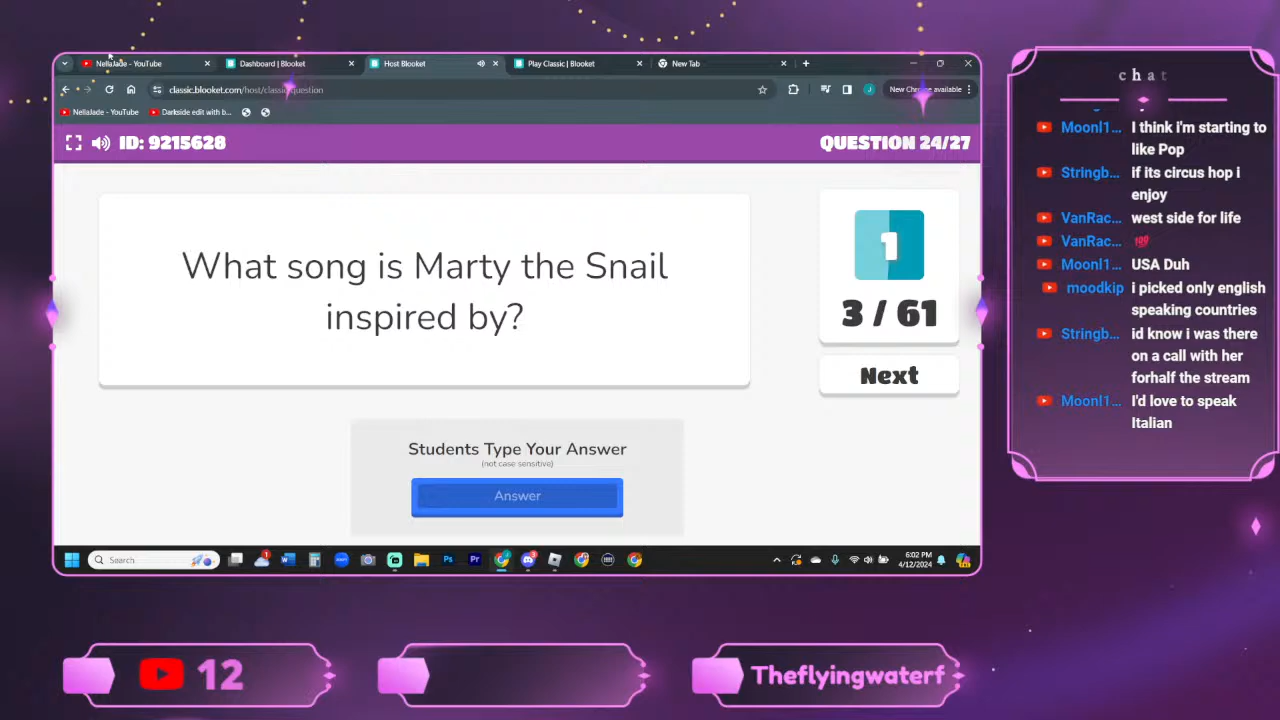 NellaJade - YouTube
Dashboard | Blooket
Host Blooket
Play Classic | Blooket
New Tab
classic.blooket.com/host/classic/question
New Chrome available
NellaJade - YouTube
Darkside edit with b...
ID: 9215628
QUESTION 24/27
What song is Marty the Snail
inspired by?
1
3 / 61
Next
Students Type Your Answer
(not case sensitive)
Answer
Search
6:02 PM
4/12/2024
chat
Moonl1... I think i'm starting to
like Pop
Stringb... if its circus hop i
enjoy
VanRac... west side for life
VanRac... 💯
Moonl1... USA Duh
moodkip i picked only english
speaking countries
Stringb... id know i was there
on a call with her
forhalf the stream
Moonl1... I'd love to speak
Italian
12
Theflyingwaterf